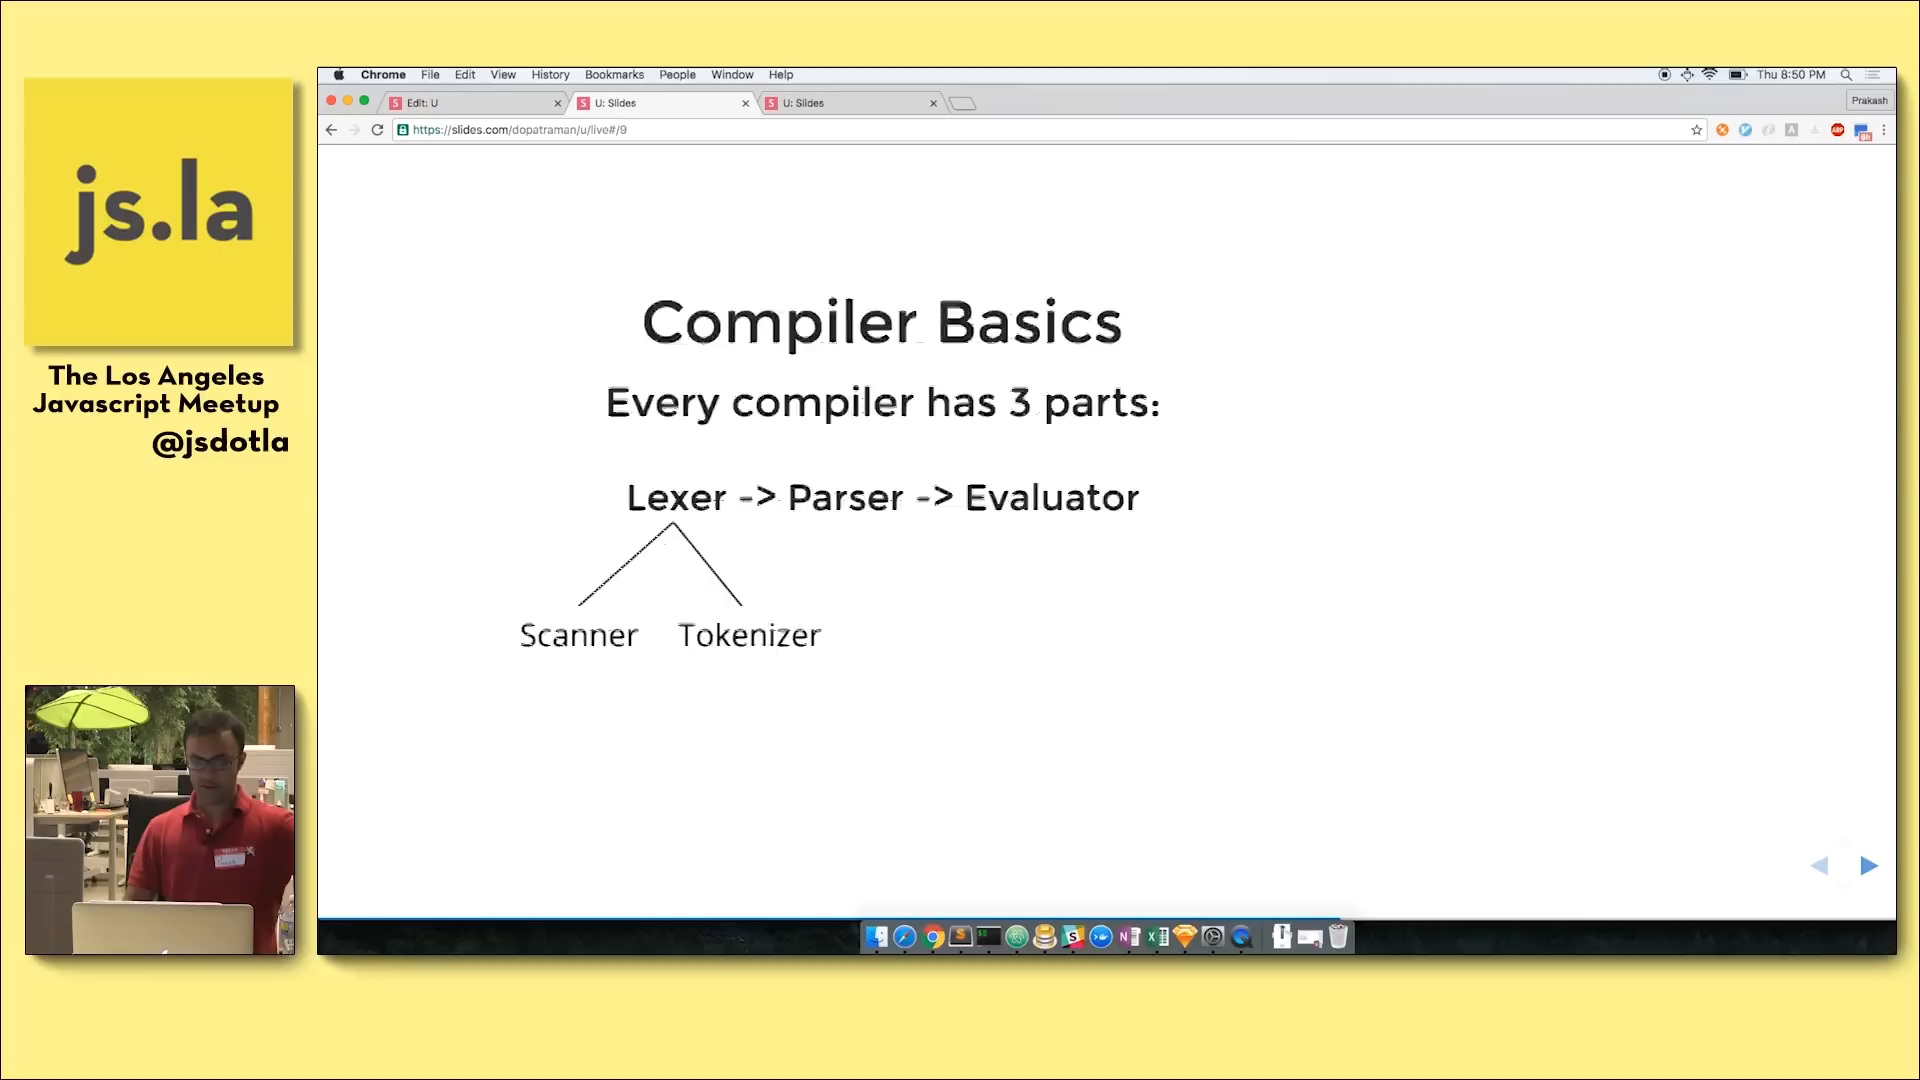 js.la
The Los Angeles
Javascript Meetup
@jsdotla
Chrome File Edit View History Bookmarks People Window Help
Thu 8:50 PM
Edit: U
U: Slides
U: Slides
Prakash
https://slides.com/dopatraman/u/live#/9
Compiler Basics
Every compiler has 3 parts:
Lexer -> Parser -> Evaluator
Scanner Tokenizer